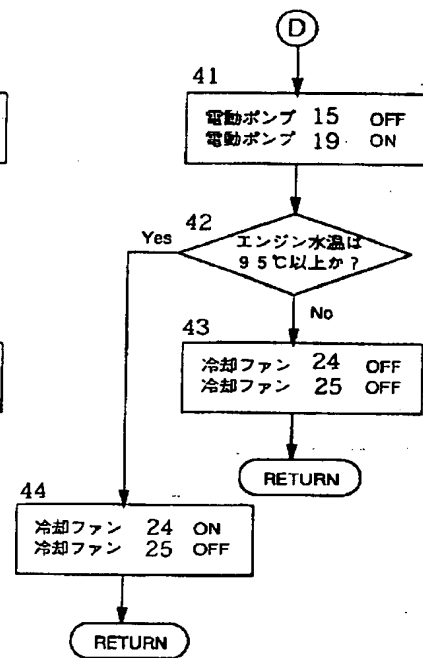 D
41
電動ポンプ 15 OFF
電動ポンプ 19 ON
42
エンジン水温は
95℃以上か?
Yes
No
43
冷却ファン 24 OFF
冷却ファン 25 OFF
RETURN
44
冷却ファン 24 ON
冷却ファン 25 OFF
RETURN